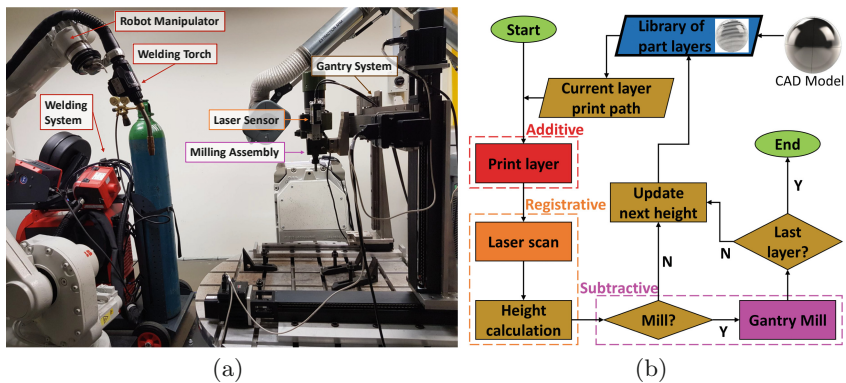 Robot Manipulator
Welding Torch
Gantry System
Welding
System
Laser Sensor
Milling Assembly
(a)
Start
Library of
part layers
CAD Model
Current layer
print path
Additive
Print layer
End
Update
next height
Y
Registrative
Laser scan
Last
layer?
N
N
Subtractive
Height
calculation
Mill?
Y
Gantry Mill
(b)